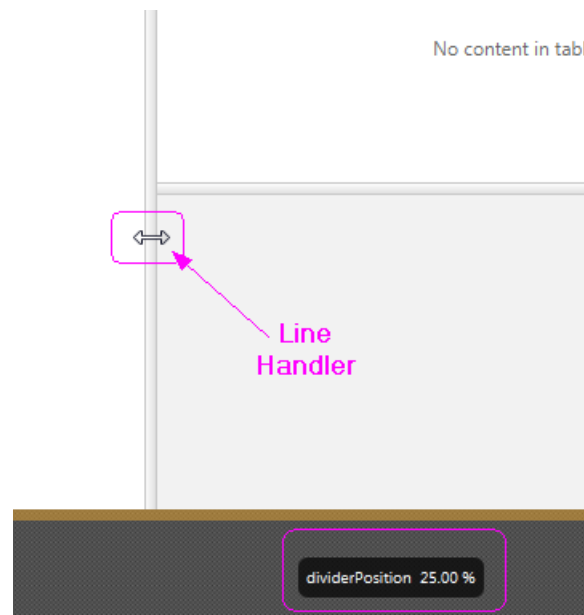 No content in tabl
Line
Handler
dividerPosition 25.00 %